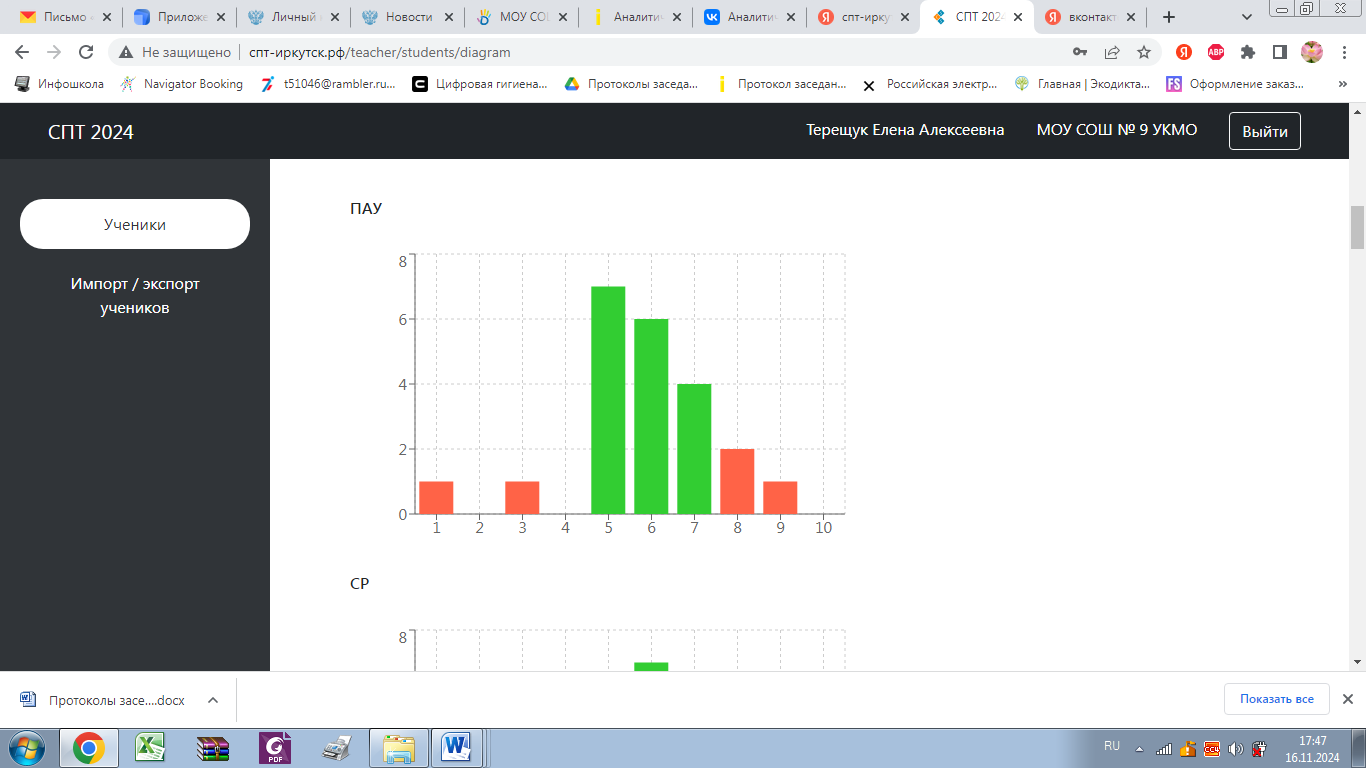 Письмо
Приложе
Личный
Новости
МОУ СОШ
Аналити
Аналити
спт-ирку
СПТ 2024
вконтакт
Не защищено
спт-иркутск.рф/teacher/students/diagram
Инфошкола
Navigator Booking
t51046@rambler.ru...
Цифровая гигиена...
Протоколы заседа...
Протокол заседан...
Российская электр...
Главная | Экодикта...
Оформление заказ...
СПТ 2024
Терещук Елена Алексеевна
МОУ СОШ № 9 УКМО
Выйти
Ученики
Импорт / экспорт
учеников
ПАУ
8
6
4
2
0
1 2 3 4 5 6 7 8 9 10
СР
8
Протоколы засе....docx
Показать все
RU
17:47
16.11.2024